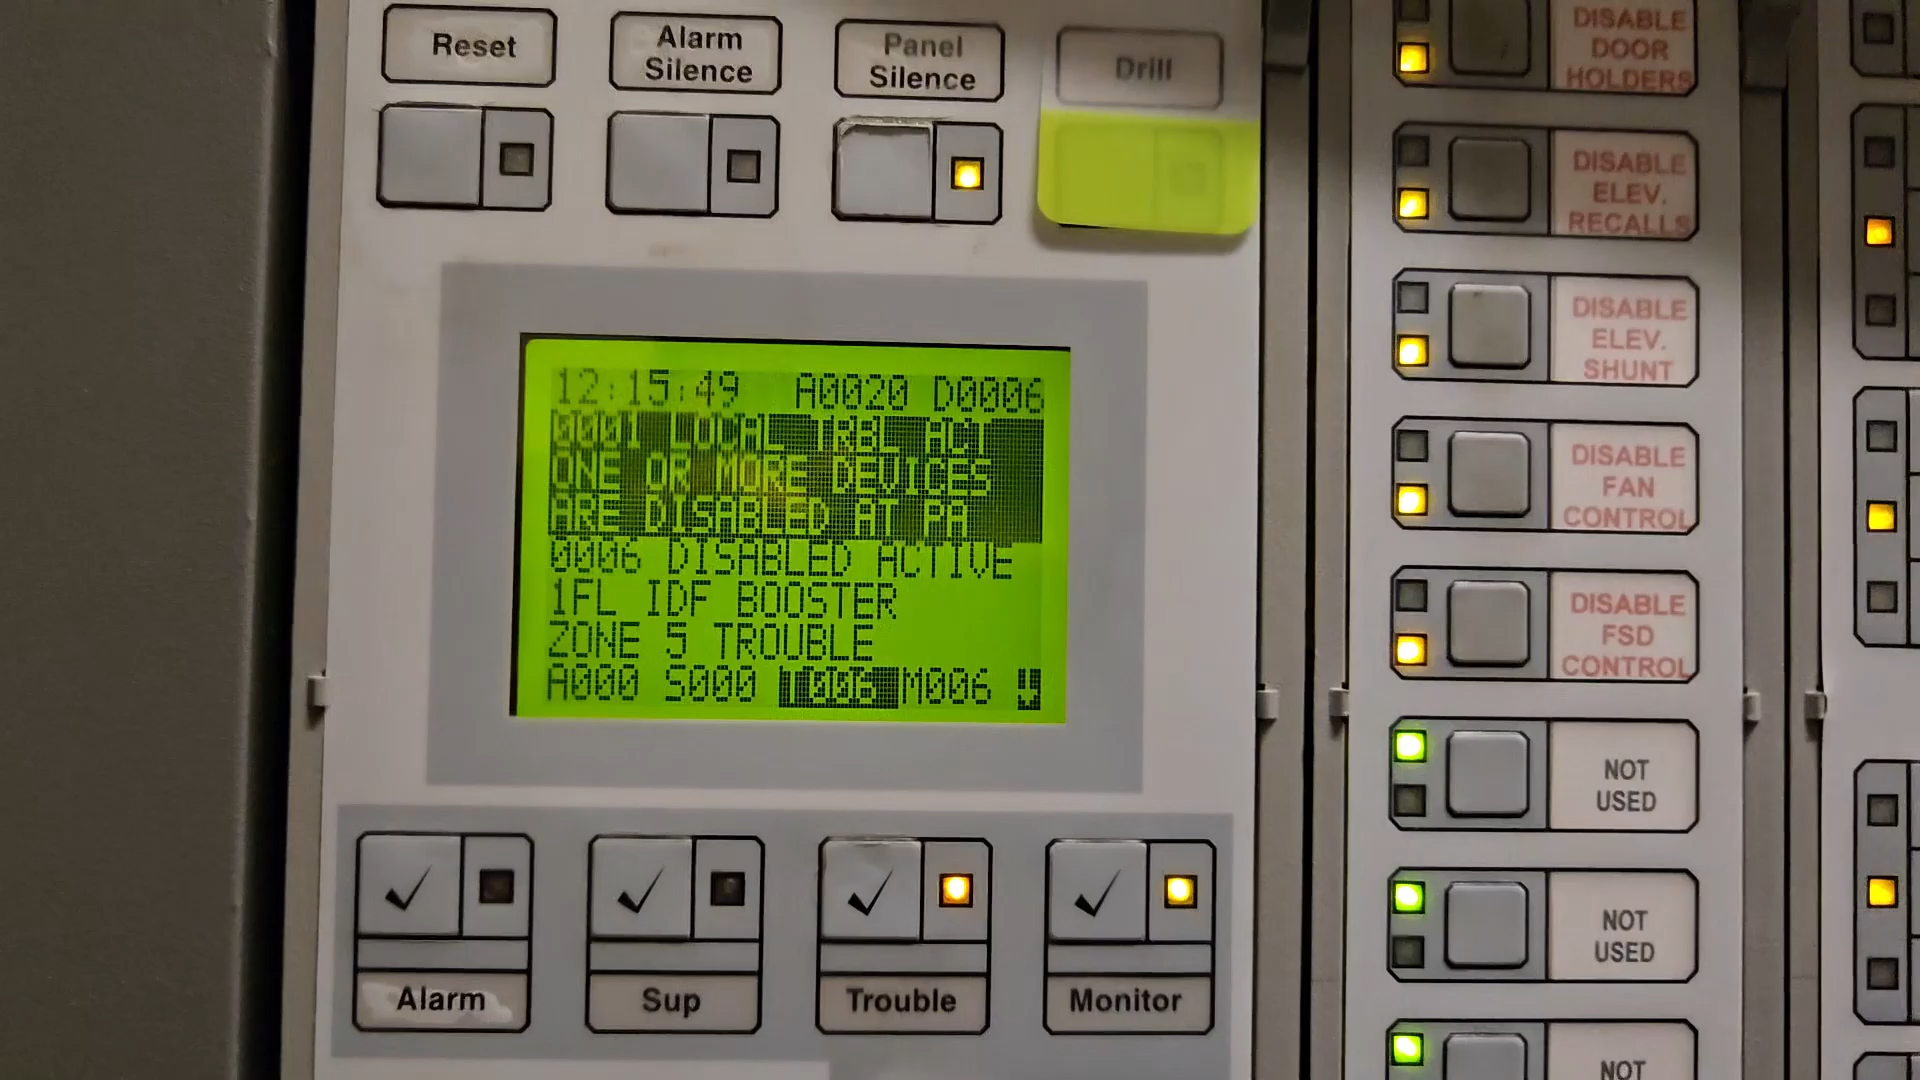 Reset
Alarm
Silence
Panel
Silence
Drill
12:15:49 A0020 D0006
0001 LOCAL TRBL ACT
ONE OR MORE DEVICES
ARE DISABLED AT PA
0006 DISABLED ACTIVE
1FL IDF BOOSTER
ZONE 5 TROUBLE
A000 S000 T006 M006
Alarm
Sup
Trouble
Monitor
DISABLE
DOOR
HOLDERS
DISABLE
ELEV.
RECALLS
DISABLE
ELEV.
SHUNT
DISABLE
FAN
CONTROL
DISABLE
FSD
CONTROL
NOT
USED
NOT
USED
NOT